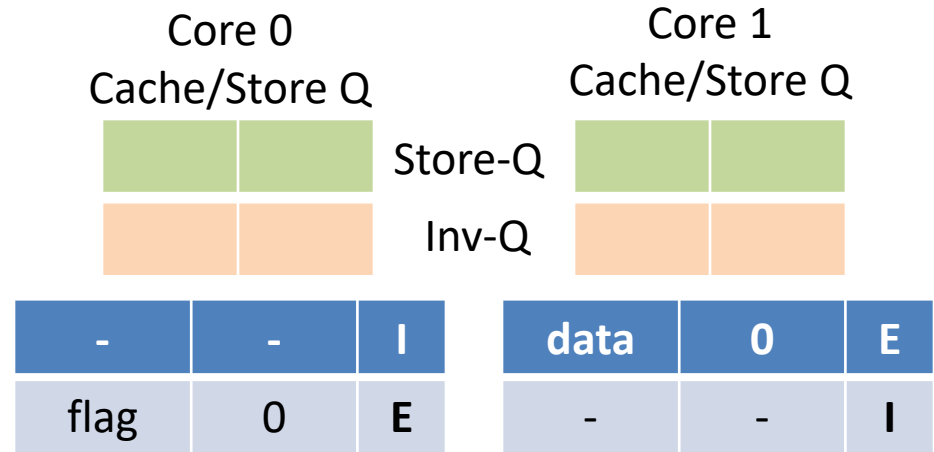 Core 0
Cache/Store Q
Core 1
Cache/Store Q
Store-Q
Inv-Q
- - I
flag 0 E
data 0 E
- - I